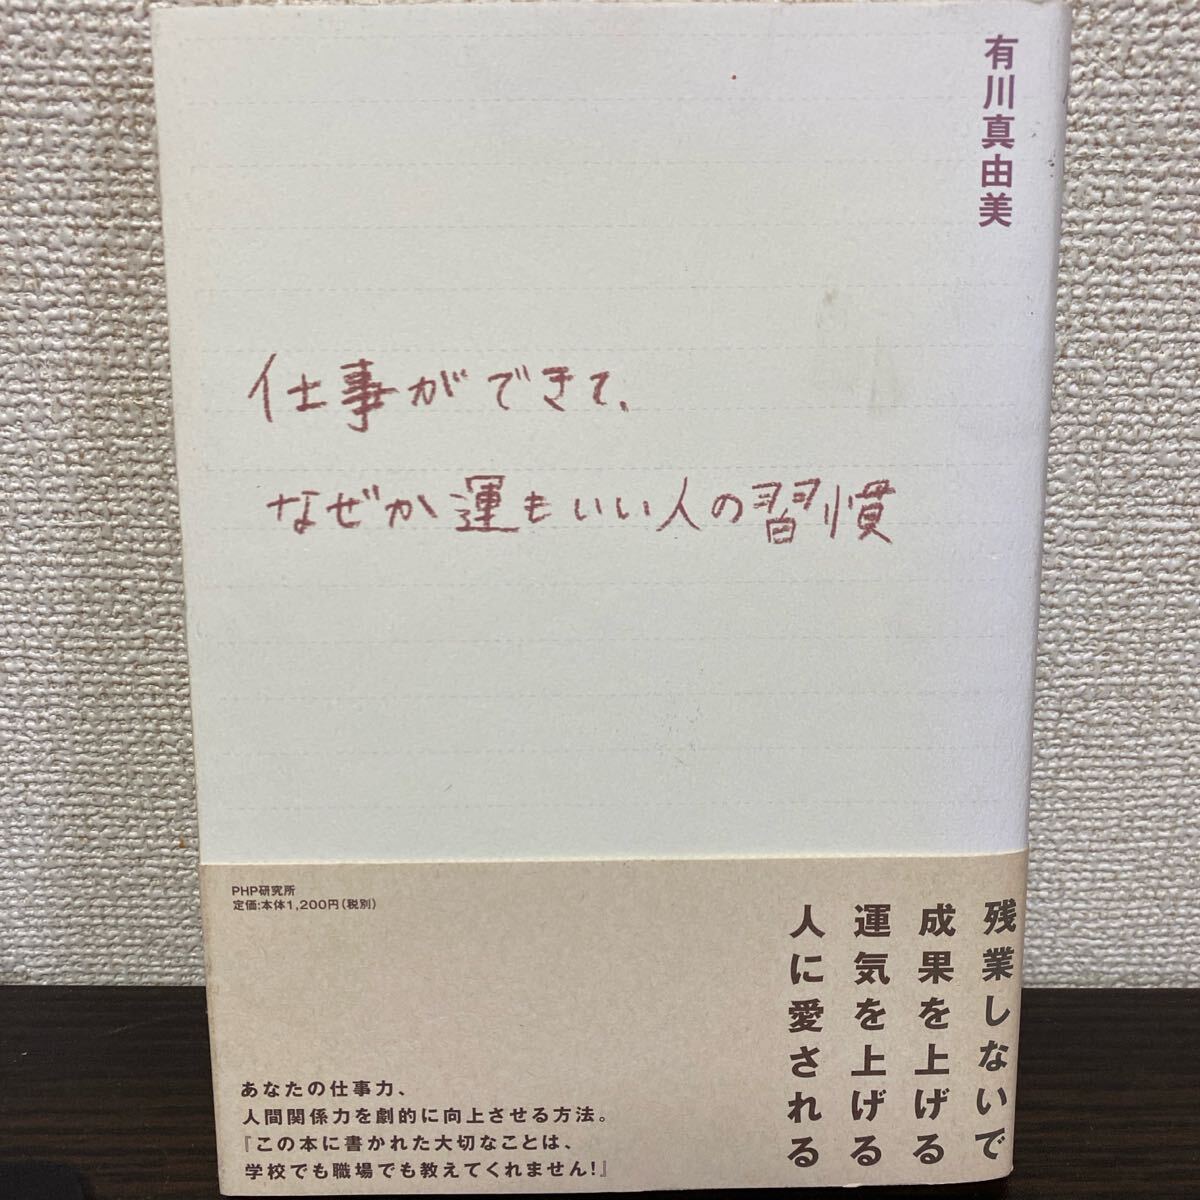 有川真由美
仕事ができて、
なぜか運もいい人の習慣
PHP研究所
定価:本体1,200円(税別)
残業しないで
成果を上げる
運気を上げる
人に愛される
あなたの仕事力、
人間関係力を劇的に向上させる方法。
『この本に書かれた大切なことは、
学校でも職場でも教えてくれません!』